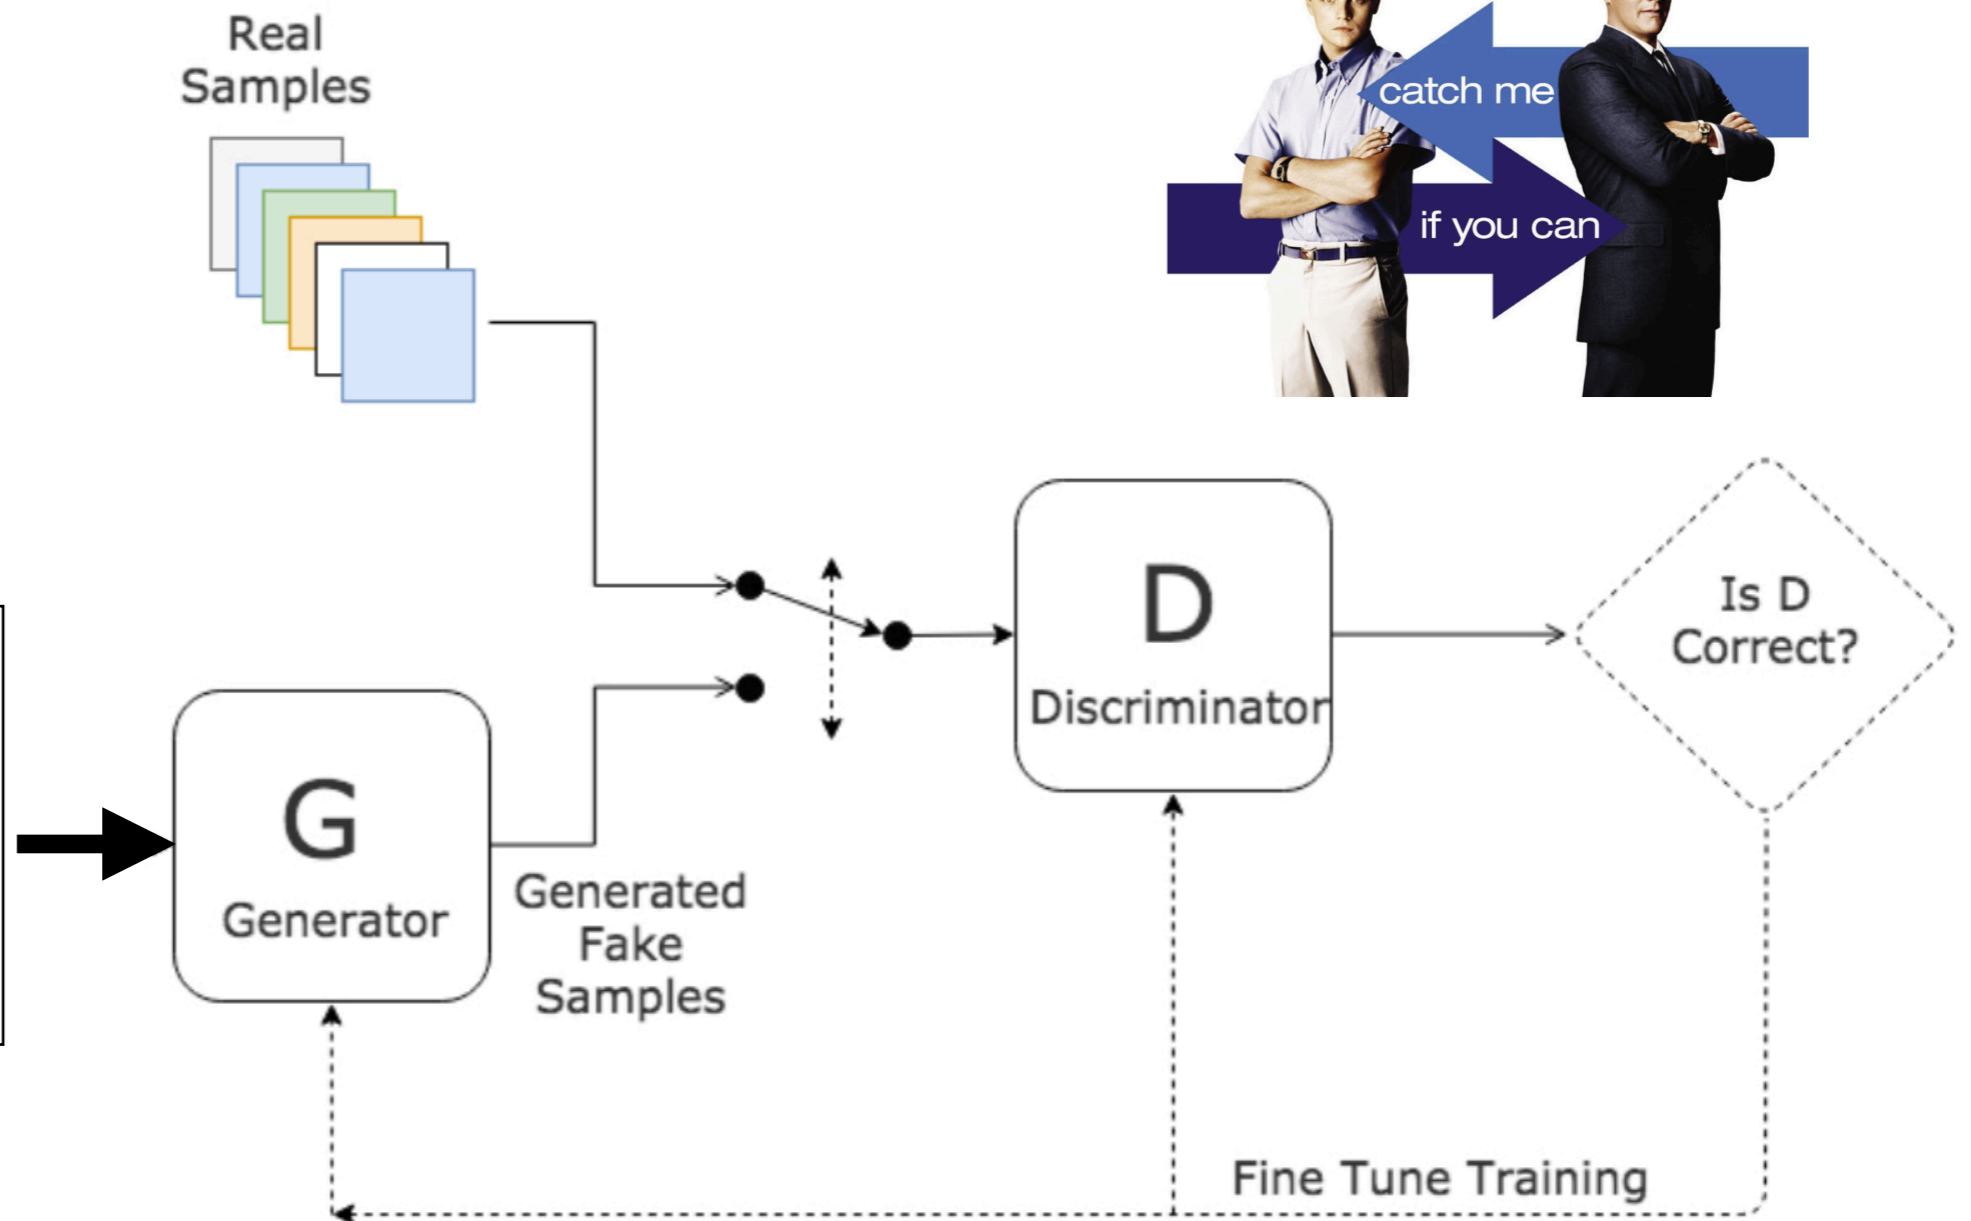 Real
Samples
catch me
if you can
D
Discriminator
Is D
Correct?
G
Generator
Generated
Fake
Samples
Fine Tune Training